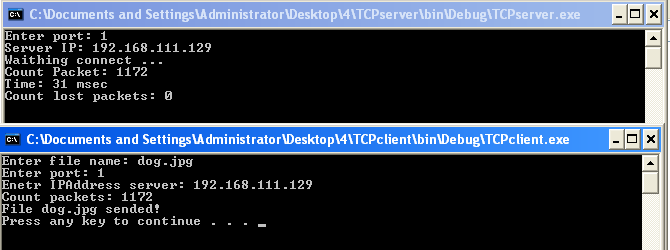 C:\Documents and Settings\Administrator\Desktop\4\TCPserver\bin\Debug\TCPserver.exe
Enter port: 1
Server IP: 192.168.111.129
Waithing connect ...
Count Packet: 1172
Time: 31 msec
Count lost packets: 0
C:\Documents and Settings\Administrator\Desktop\4\TCPclient\bin\Debug\TCPclient.exe
Enter file name: dog.jpg
Enter port: 1
Enetr IPAddress server: 192.168.111.129
Count packets: 1172
File dog.jpg sended!
Press any key to continue . . . _